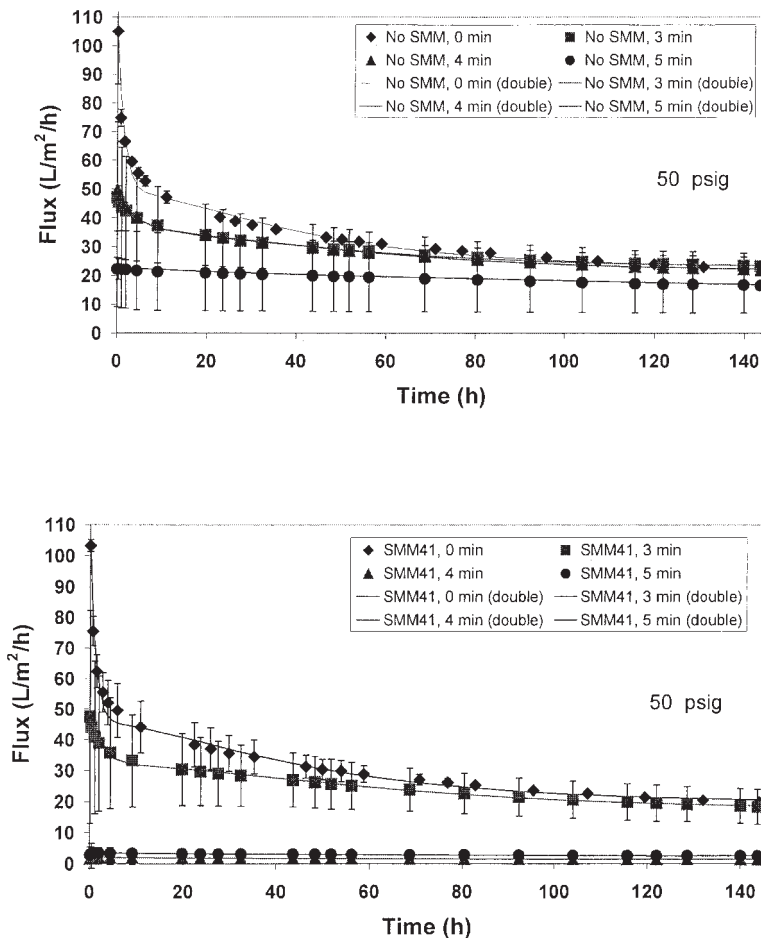 110
100
90
80
70
60
50
40
30
20
10
0
Flux (L/m²/h)
No SMM, 0 min No SMM, 3 min
No SMM, 4 min No SMM, 5 min
No SMM, 0 min (double) No SMM, 3 min (double)
No SMM, 4 min (double) No SMM, 5 min (double)
50 psig
0 20 40 60 80 100 120 140
Time (h)
110
100
90
80
70
60
50
40
30
20
10
0
Flux (L/m²/h)
SMM41, 0 min SMM41, 3 min
SMM41, 4 min SMM41, 5 min
SMM41, 0 min (double) SMM41, 3 min (double)
SMM41, 4 min (double) SMM41, 5 min (double)
50 psig
0 20 40 60 80 100 120 140
Time (h)